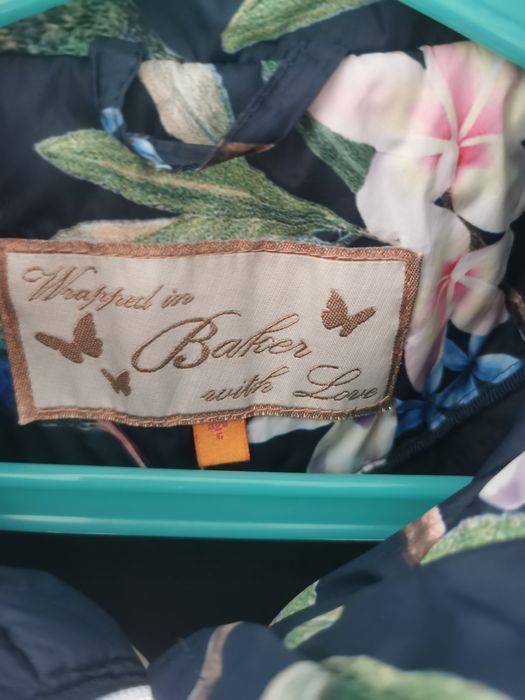 Wrapped in
Baker
with Love